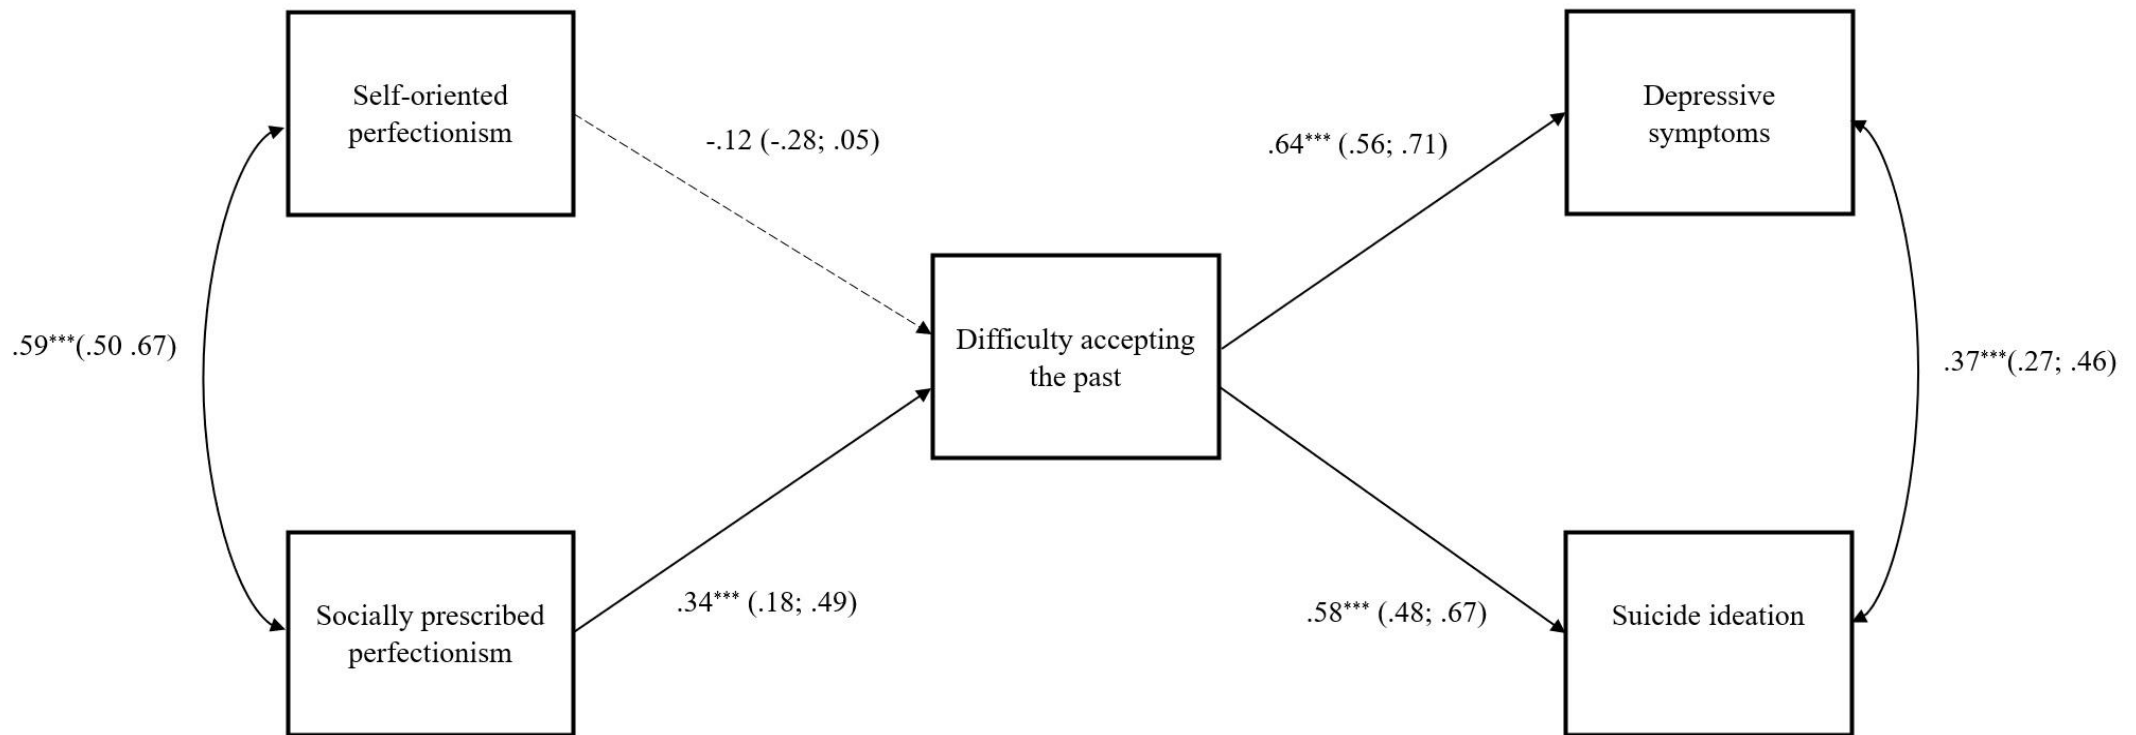 Self-oriented
perfectionism
Depressive
symptoms
-.12 (-.28; .05)
.64*** (.56; .71)
.59***(.50 .67)
Difficulty accepting
the past
.37***(.27; .46)
.34*** (.18; .49)
.58*** (.48; .67)
Socially prescribed
perfectionism
Suicide ideation